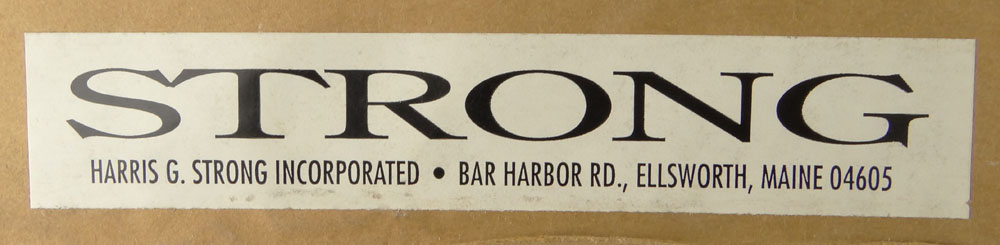 STRONG
HARRIS G. STRONG INCORPORATED • BAR HARBOR RD., ELLSWORTH, MAINE 04605